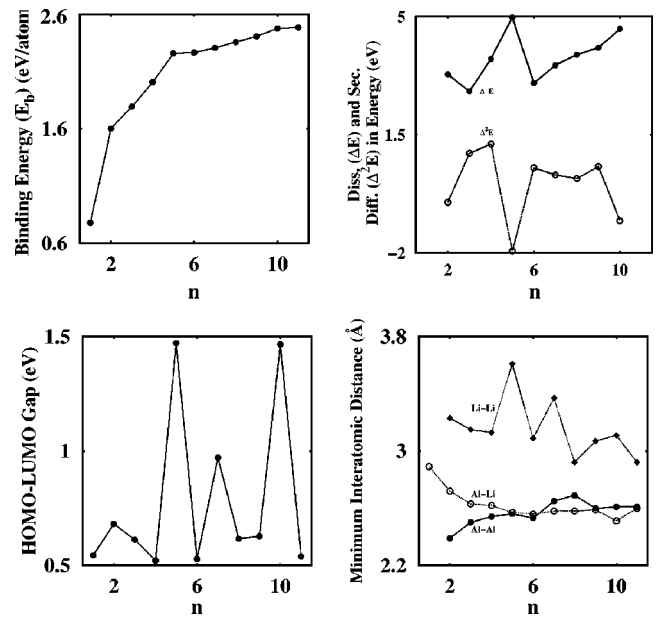 2.6
1.6
0.6
2
6
10
n
Binding Energy (E_b) (eV/atom)
5
1.5
−2
2
6
10
n
Diss. (ΔE) and Sec.
Diff. (Δ²E) in Energy (eV)
Δ E
Δ²E
1.5
1
0.5
2
6
10
n
HOMO-LUMO Gap (eV)
3.8
3
2.2
2
6
10
n
Minimum Interatomic Distance (Å)
Li−Li
Al−Li
Al−Al